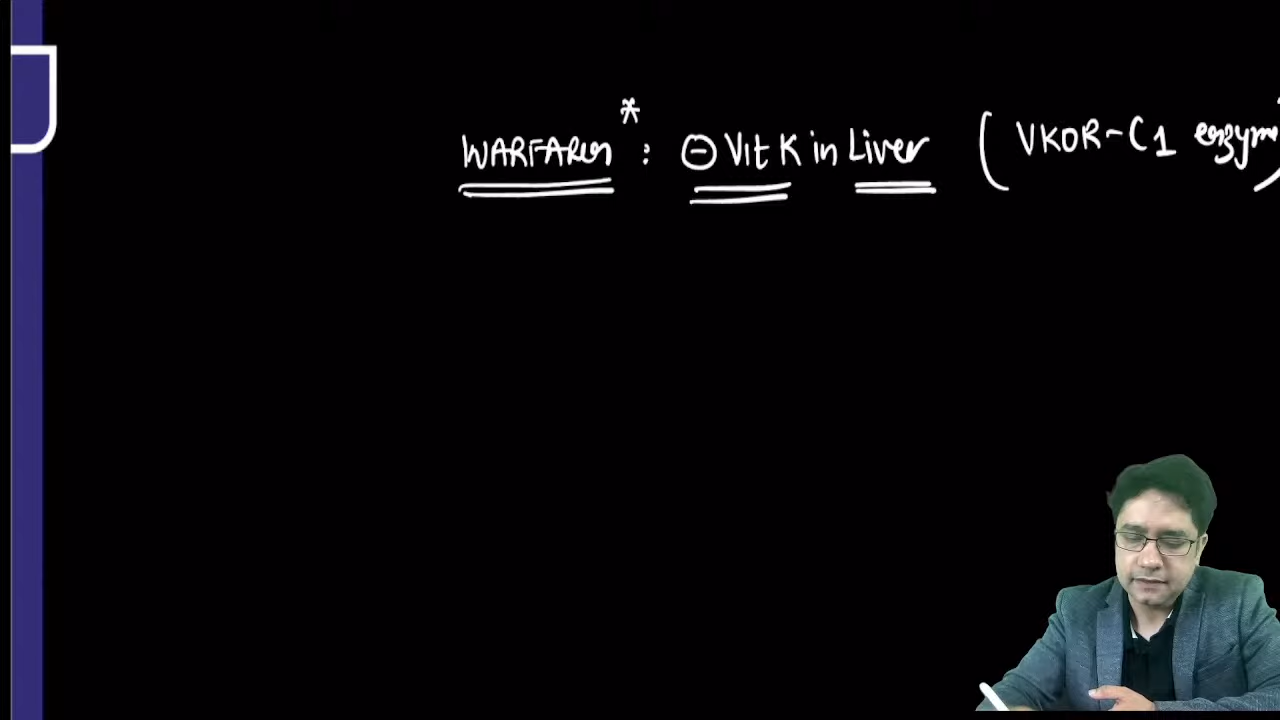 WARFARIN * : ⊖ Vit K in Liver ( VKOR-C1 enzyme )